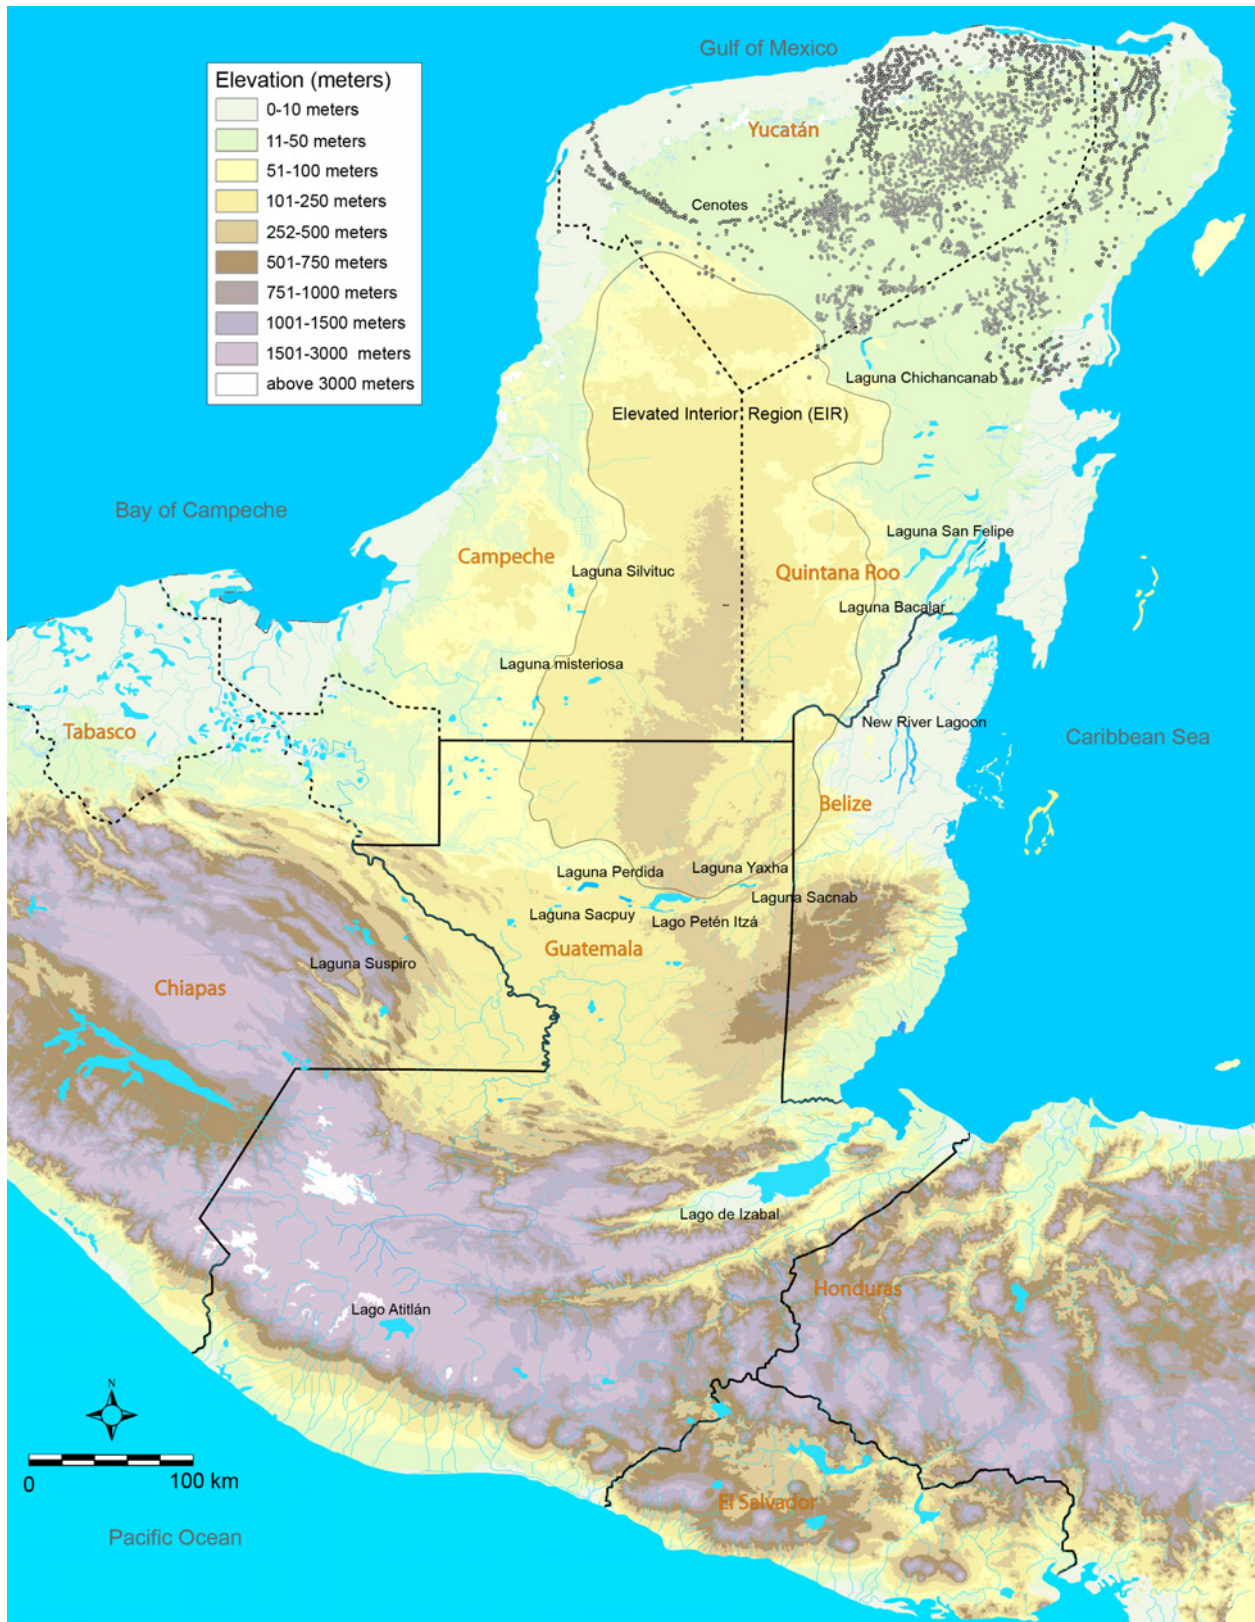 Gulf of Mexico
Elevation (meters)
0-10 meters
11-50 meters
51-100 meters
101-250 meters
252-500 meters
501-750 meters
751-1000 meters
1001-1500 meters
1501-3000 meters
above 3000 meters
Yucatán
Cenotes
Laguna Chichancanab
Elevated Interior Region (EIR)
Bay of Campeche
Laguna San Felipe
Campeche
Laguna Silvituc
Quintana Roo
Laguna Bacalar
Laguna misteriosa
New River Lagoon
Tabasco
Caribbean Sea
Belize
Laguna Perdida
Laguna Yaxha
Laguna Sacnab
Laguna Sacpuy
Lago Petén Itzá
Guatemala
Laguna Suspiro
Chiapas
Lago de Izabal
Honduras
Lago Atitlán
N
0
100 km
El Salvador
Pacific Ocean